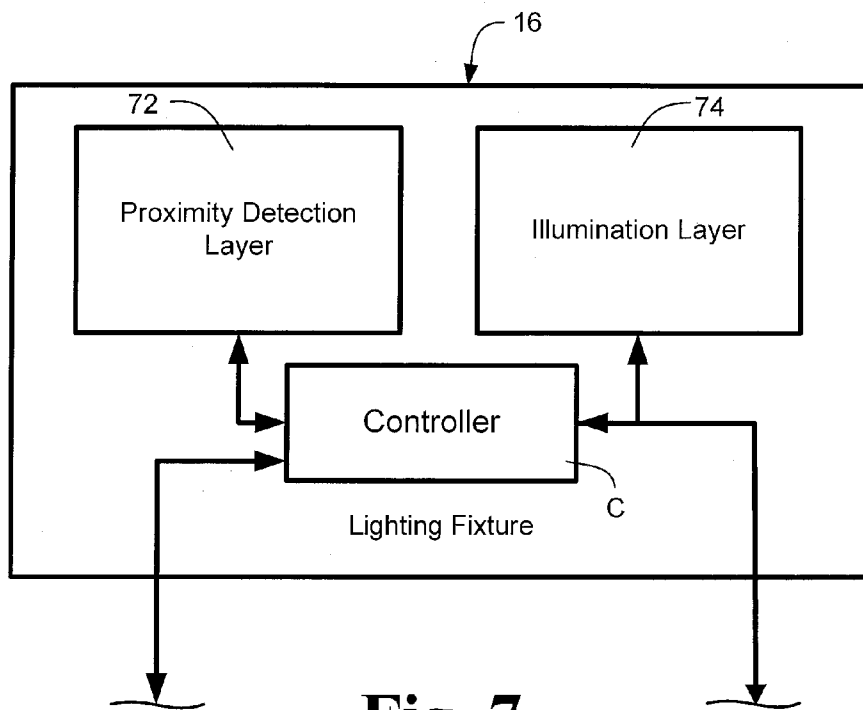 16
72
74
Proximity Detection
Layer
Illumination Layer
Controller
C
Lighting Fixture
Fig. 7